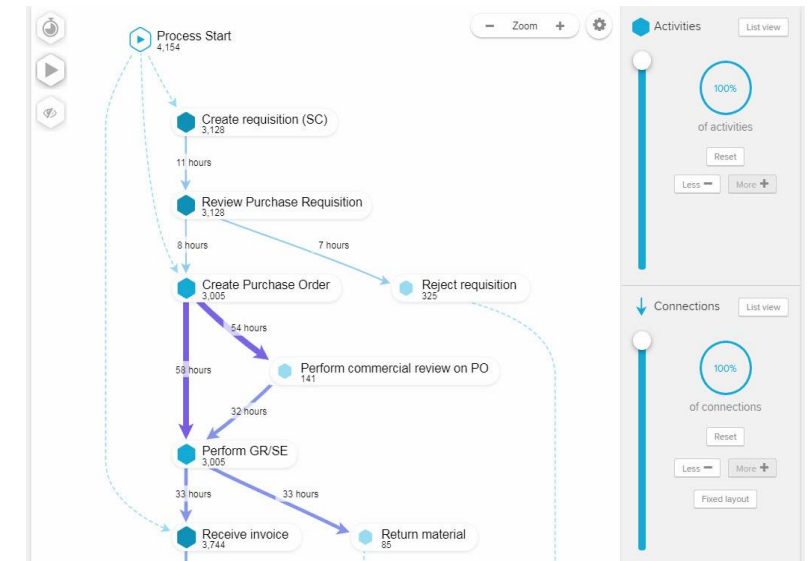 Process Start
4,154
Create requisition (SC)
3,128
11 hours
Review Purchase Requisition
3,128
8 hours
7 hours
Create Purchase Order
3,005
Reject requisition
325
54 hours
58 hours
Perform commercial review on PO
141
32 hours
Perform GR/SE
3,005
33 hours
33 hours
Receive invoice
3,744
Return material
85
Zoom
Activities
List view
100%
of activities
Reset
Less
More
Connections
List view
100%
of connections
Reset
Less
More
Fixed layout